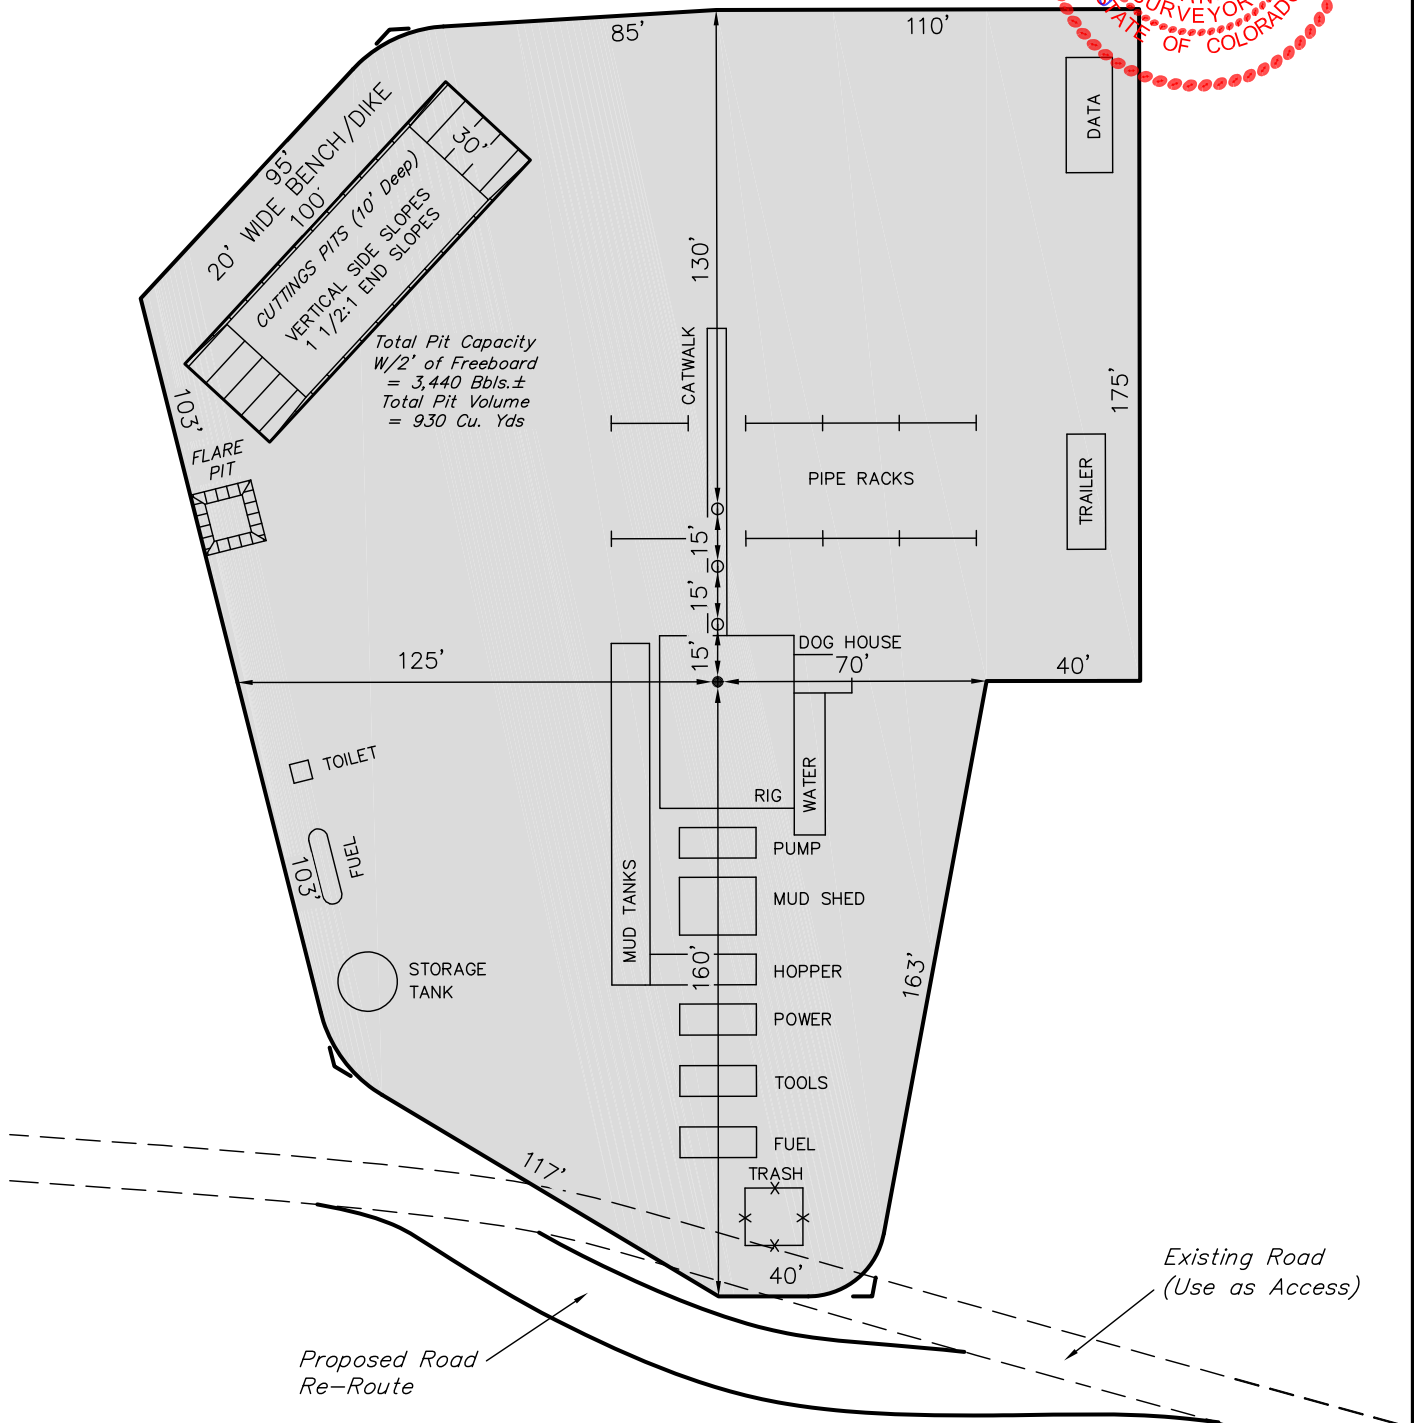 SURVEYOR
STATE OF COLORADO
85'
110'
DATA
20' WIDE BENCH/DIKE
95'
100'
30'
CUTTINGS PITS (10' Deep)
VERTICAL SIDE SLOPES
1 1/2:1 END SLOPES
130'
Total Pit Capacity
W/2' of Freeboard
= 3,440 Bbls.±
Total Pit Volume
= 930 Cu. Yds
CATWALK
175'
103'
FLARE
PIT
PIPE RACKS
TRAILER
15'
15'
15'
DOG HOUSE
125'
70'
40'
TOILET
RIG
WATER
PUMP
FUEL
103'
MUD TANKS
MUD SHED
STORAGE
TANK
160'
HOPPER
163'
POWER
TOOLS
FUEL
117'
TRASH
40'
Existing Road
(Use as Access)
Proposed Road
Re-Route